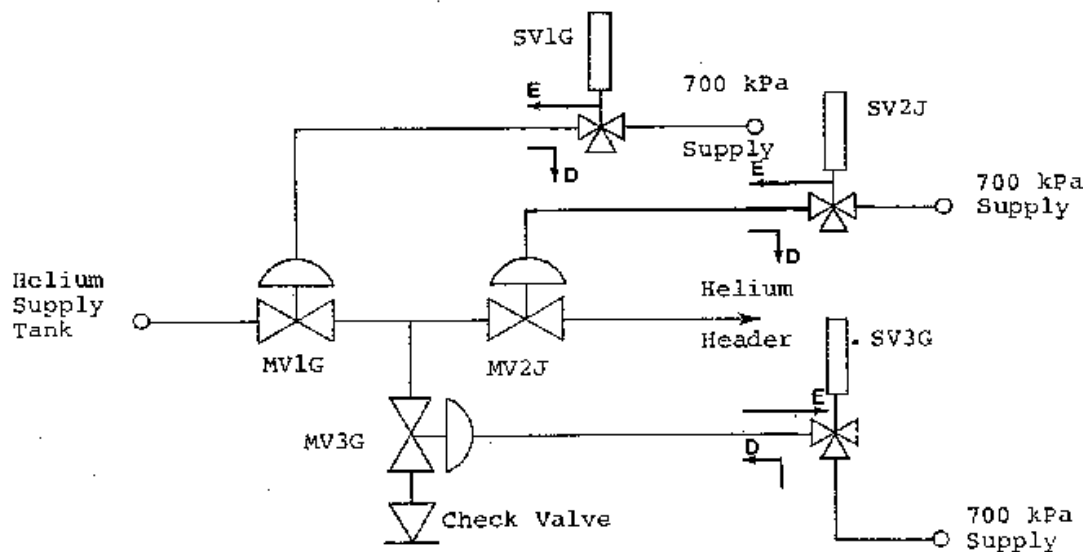 SV1G
E
700 kPa
Supply
D
SV2J
E
700 kPa
Supply
D
Helium
Supply
Tank
MV1G
MV2J
Helium
Header
SV3G
E
MV3G
D
Check Valve
700 kPa
Supply